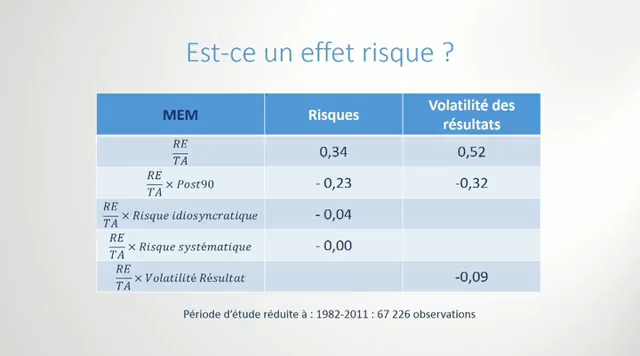 Est-ce un effet risque ?
MEM Risques Volatilité des résultats
RE/TA 0,34 0,52
RE/TA × Post90 - 0,23 -0,32
RE/TA × Risque idiosyncratique - 0,04
RE/TA × Risque systématique - 0,00
RE/TA × Volatilité Résultat -0,09
Période d'étude réduite à : 1982-2011 : 67 226 observations